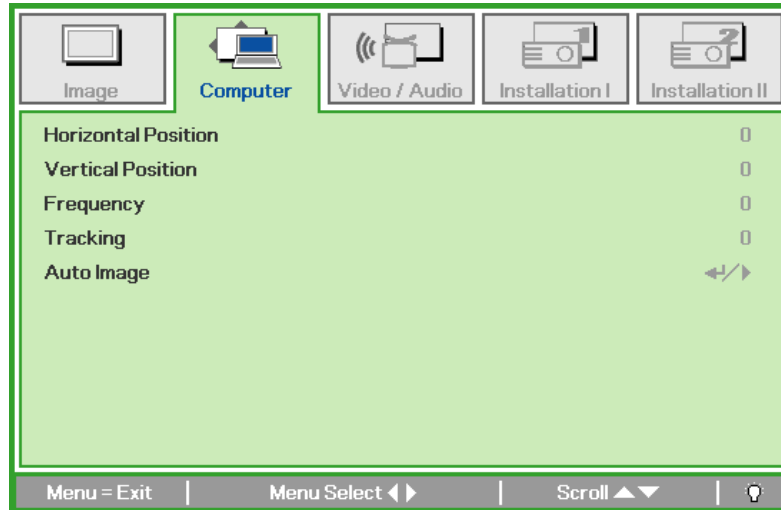 Image Computer Video / Audio Installation I Installation II
Horizontal Position 0
Vertical Position 0
Frequency 0
Tracking 0
Auto Image
Menu = Exit Menu Select Scroll